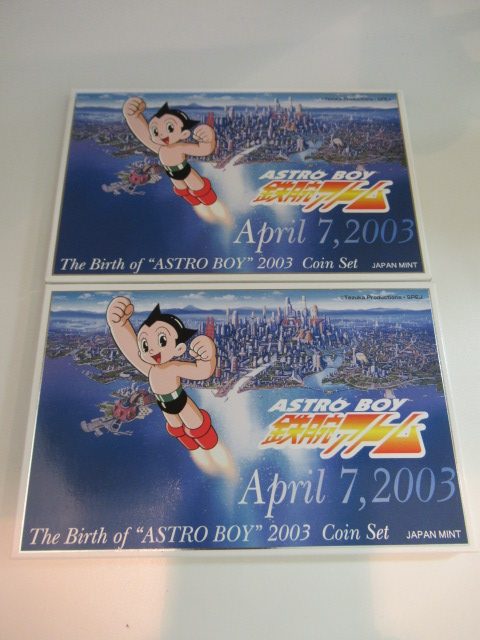 ©Tezuka Productions・SPEJ
ASTRO BOY
鉄腕アトム
April 7,2003
The Birth of "ASTRO BOY" 2003 Coin Set
JAPAN MINT
©Tezuka Productions・SPEJ
ASTRO BOY
鉄腕アトム
April 7,2003
The Birth of "ASTRO BOY" 2003 Coin Set
JAPAN MINT